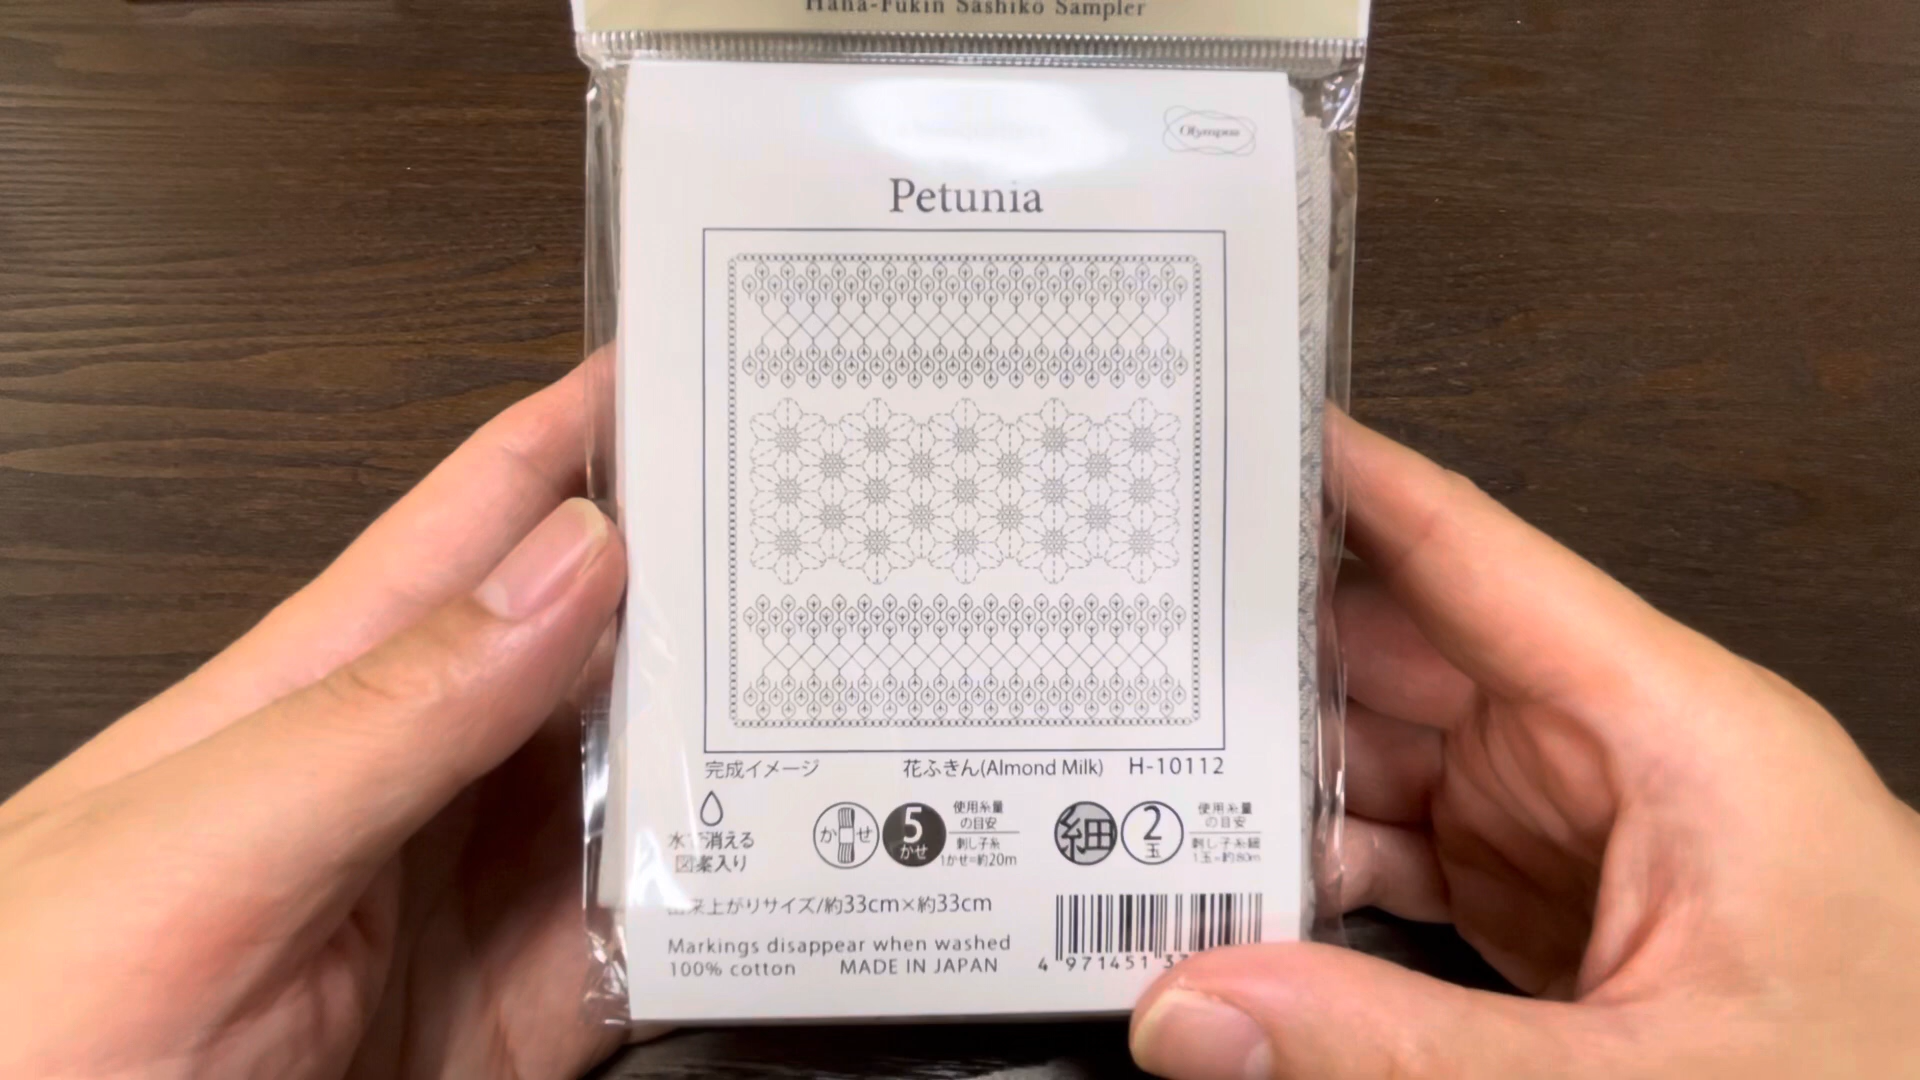 Hana-Fukin Sashiko Sampler
Olympus
Petunia
完成イメージ 花ふきん(Almond Milk) H-10112
水で消える
図案入り
かせ
5
かせ
使用糸量
の目安
刺し子糸
1かせ=約20m
細
2
玉
使用糸量
の目安
刺し子糸細
1玉=約80m
出来上がりサイズ/約33cm×約33cm
Markings disappear when washed
100% cotton MADE IN JAPAN
4 971451